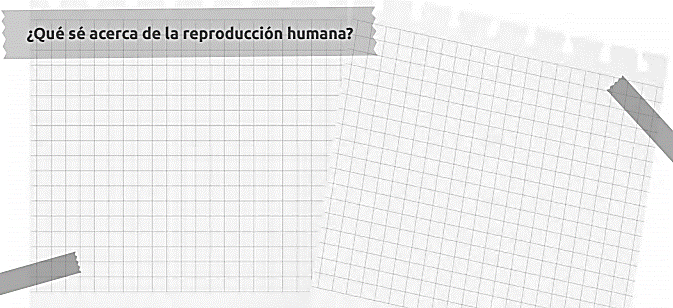 ¿Qué sé acerca de la reproducción humana?